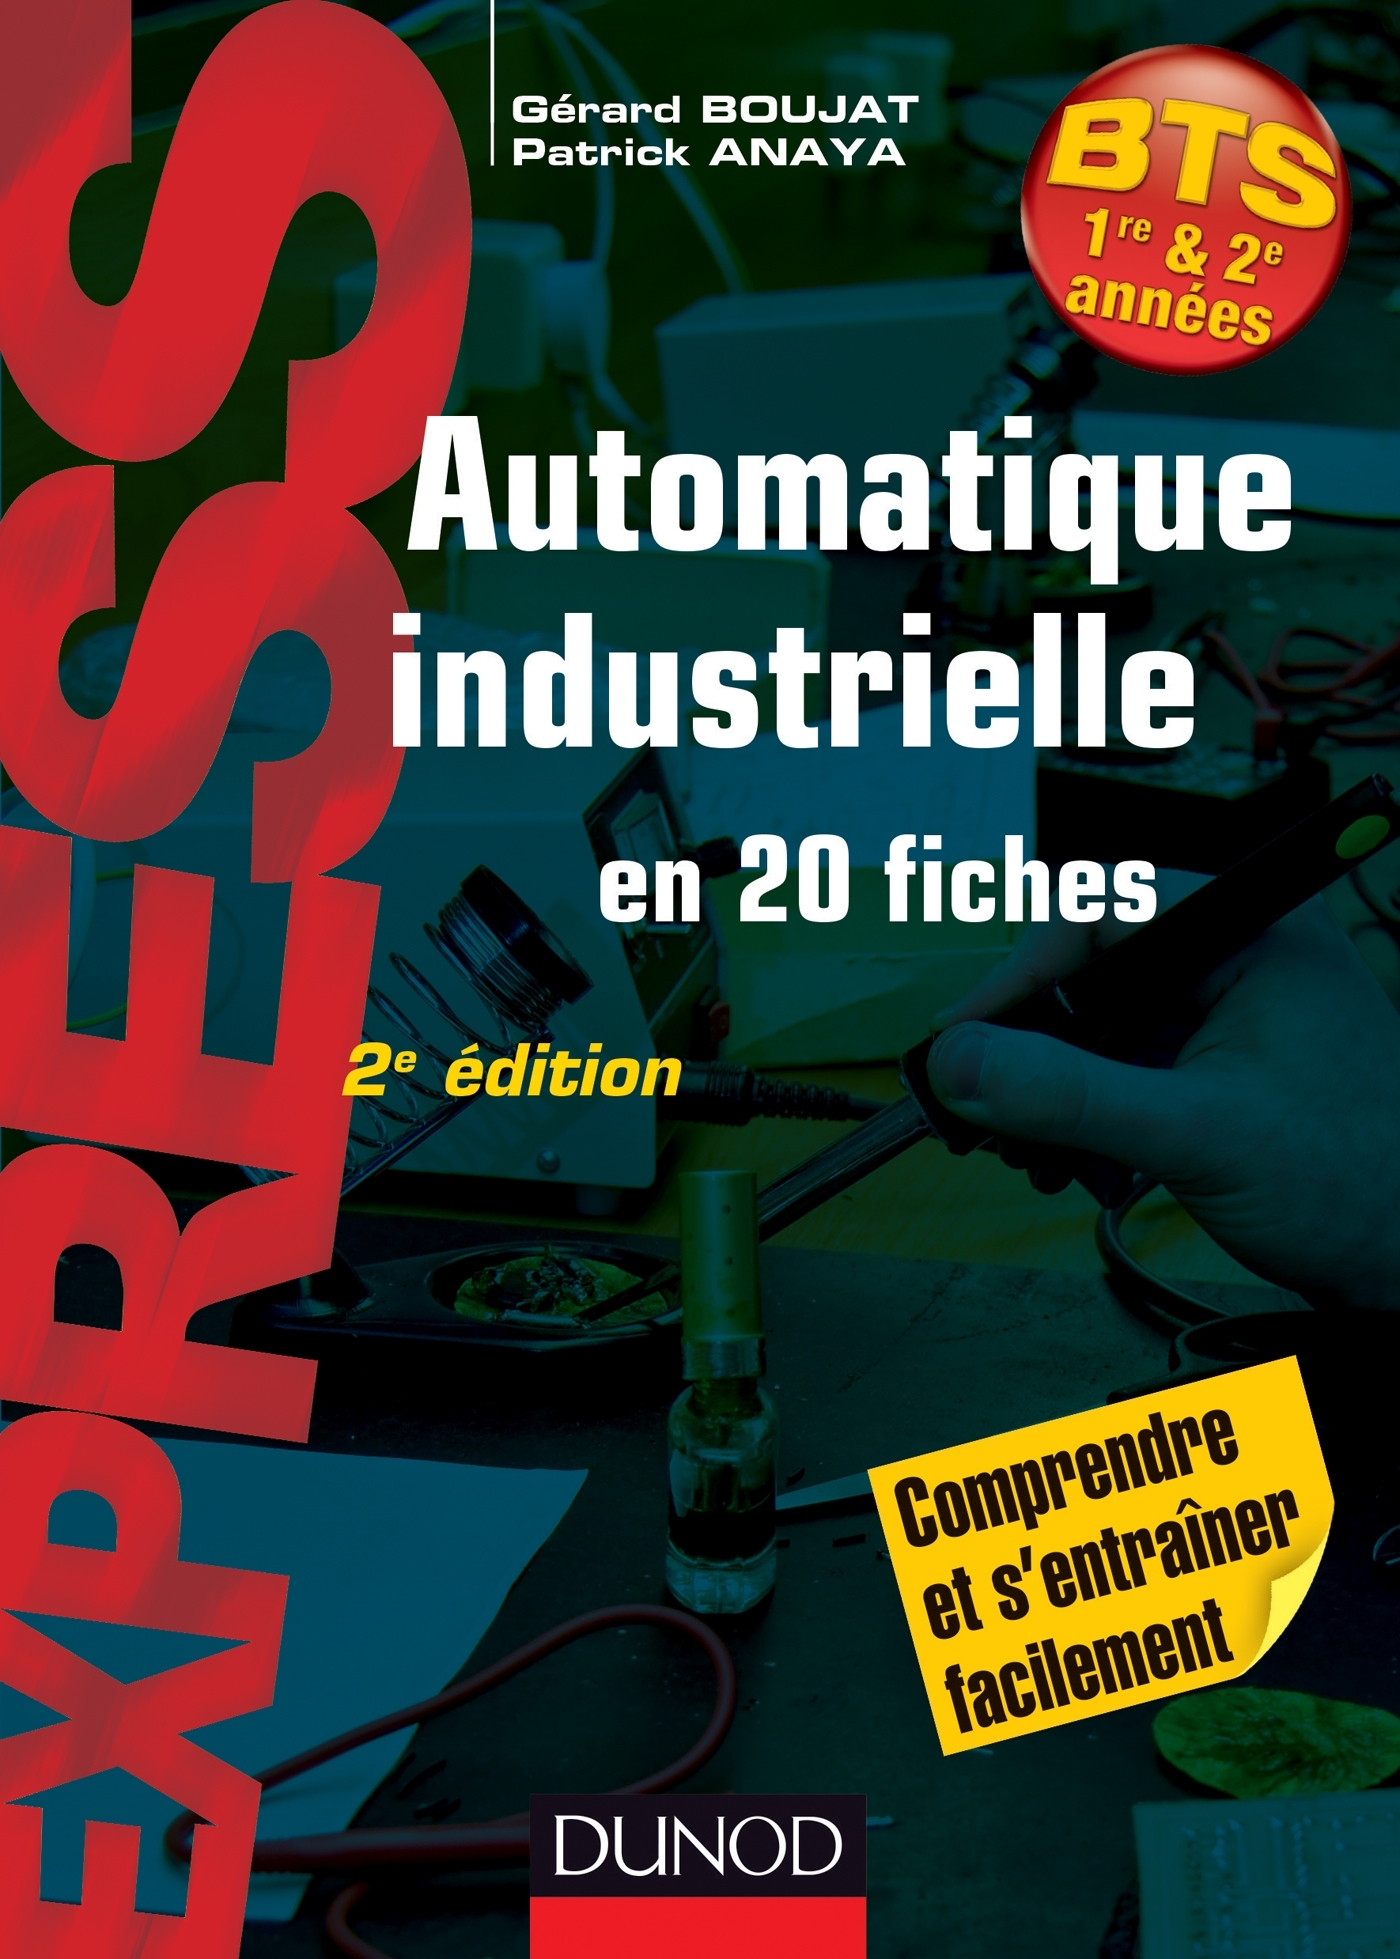 Gérard BOUJAT
Patrick ANAYA
BTS
1re & 2e
années
EXPRESS
Automatique
industrielle
en 20 fiches
2e édition
Comprendre
et s'entraîner
facilement
DUNOD